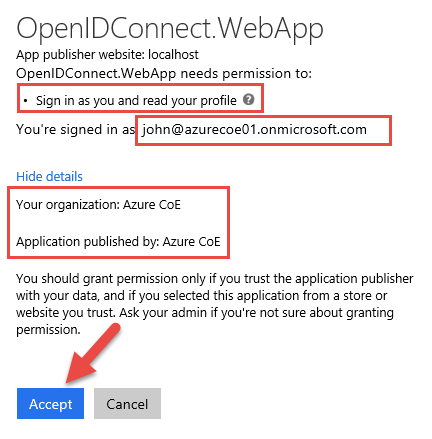 OpenIDConnect.WebApp
App publisher website: localhost
OpenIDConnect.WebApp needs permission to:
• Sign in as you and read your profile ?
You're signed in as john@azurecoe01.onmicrosoft.com
Hide details
Your organization: Azure CoE
Application published by: Azure CoE
You should grant permission only if you trust the application publisher
with your data, and if you selected this application from a store or
website you trust. Ask your admin if you're not sure about granting
permission.
Accept Cancel